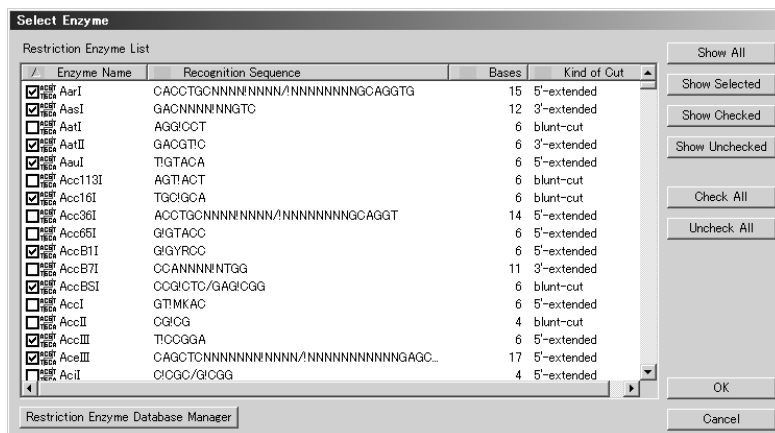 Select Enzyme
Restriction Enzyme List
Enzyme Name Recognition Sequence Bases Kind of Cut
AarI CACCTGCNNNN!NNNN/!NNNNNNNNGCAGGTG 15 5'-extended
AasI GACNNNN!NNGTC 12 3'-extended
AatI AGG!CCT 6 blunt-cut
AatII GACGT!C 6 3'-extended
AauI T!GTACA 6 5'-extended
Acc113I AGT!ACT 6 blunt-cut
Acc16I TGC!GCA 6 blunt-cut
Acc36I ACCTGCNNNN!NNNN/!NNNNNNNNGCAGGT 14 5'-extended
Acc65I G!GTACC 6 5'-extended
AccB1I G!GYRCC 6 5'-extended
AccB7I CCANNNN!NTGG 11 3'-extended
AccBSI CCG!CTC/GAG!CGG 6 blunt-cut
AccI GT!MKAC 6 5'-extended
AccII CG!CG 4 blunt-cut
AccIII T!CCGGA 6 5'-extended
AceIII CAGCTCNNNNNNN!NNNN/!NNNNNNNNNNNGAGC... 17 5'-extended
AciI C!CGC/G!CGG 4 5'-extended
Show All
Show Selected
Show Checked
Show Unchecked
Check All
Uncheck All
OK
Cancel
Restriction Enzyme Database Manager